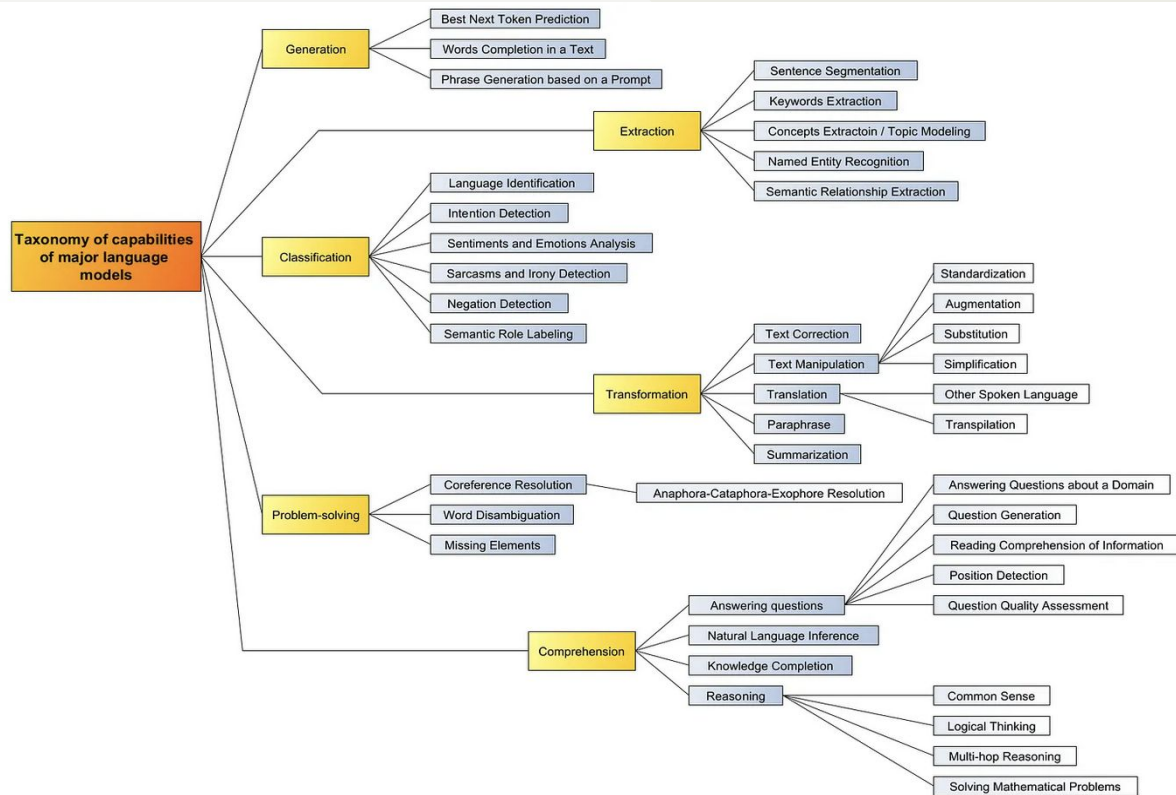 Taxonomy of capabilities
of major language
models
Generation
Best Next Token Prediction
Words Completion in a Text
Phrase Generation based on a Prompt
Extraction
Sentence Segmentation
Keywords Extraction
Concepts Extractoin / Topic Modeling
Named Entity Recognition
Semantic Relationship Extraction
Classification
Language Identification
Intention Detection
Sentiments and Emotions Analysis
Sarcasms and Irony Detection
Negation Detection
Semantic Role Labeling
Transformation
Text Correction
Text Manipulation
Standardization
Augmentation
Substitution
Simplification
Translation
Other Spoken Language
Transpilation
Paraphrase
Summarization
Problem-solving
Coreference Resolution
Anaphora-Cataphora-Exophore Resolution
Word Disambiguation
Missing Elements
Comprehension
Answering questions
Answering Questions about a Domain
Question Generation
Reading Comprehension of Information
Position Detection
Question Quality Assessment
Natural Language Inference
Knowledge Completion
Reasoning
Common Sense
Logical Thinking
Multi-hop Reasoning
Solving Mathematical Problems